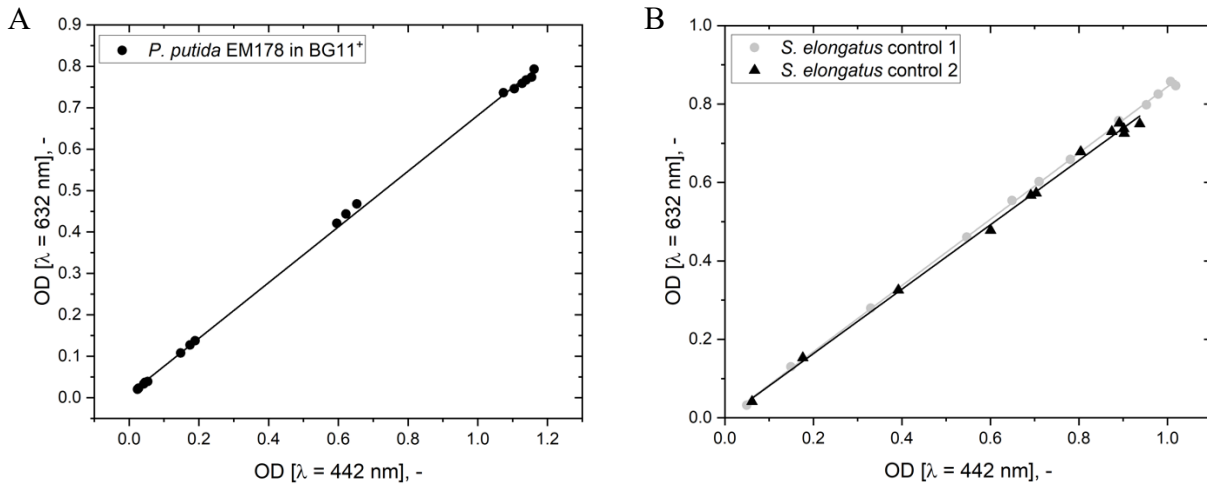 A
P. putida EM178 in BG11⁺
OD [λ = 632 nm], -
0.9
0.8
0.7
0.6
0.5
0.4
0.3
0.2
0.1
0.0
0.0 0.2 0.4 0.6 0.8 1.0 1.2
OD [λ = 442 nm], -
B
S. elongatus control 1
S. elongatus control 2
OD [λ = 632 nm], -
1.0
0.8
0.6
0.4
0.2
0.0
0.0 0.2 0.4 0.6 0.8 1.0
OD [λ = 442 nm], -